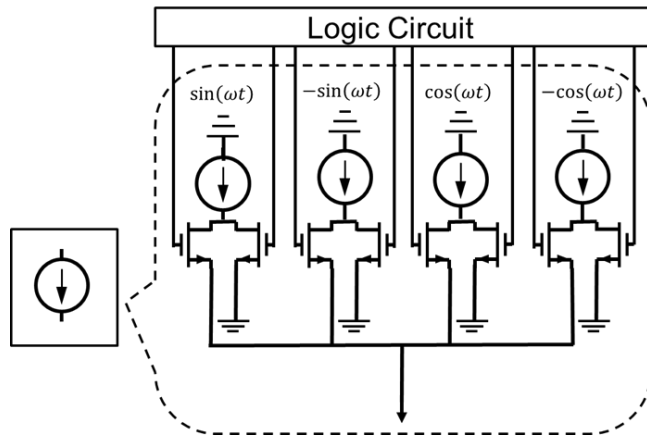 Logic Circuit
sin(ωt)
−sin(ωt)
cos(ωt)
−cos(ωt)